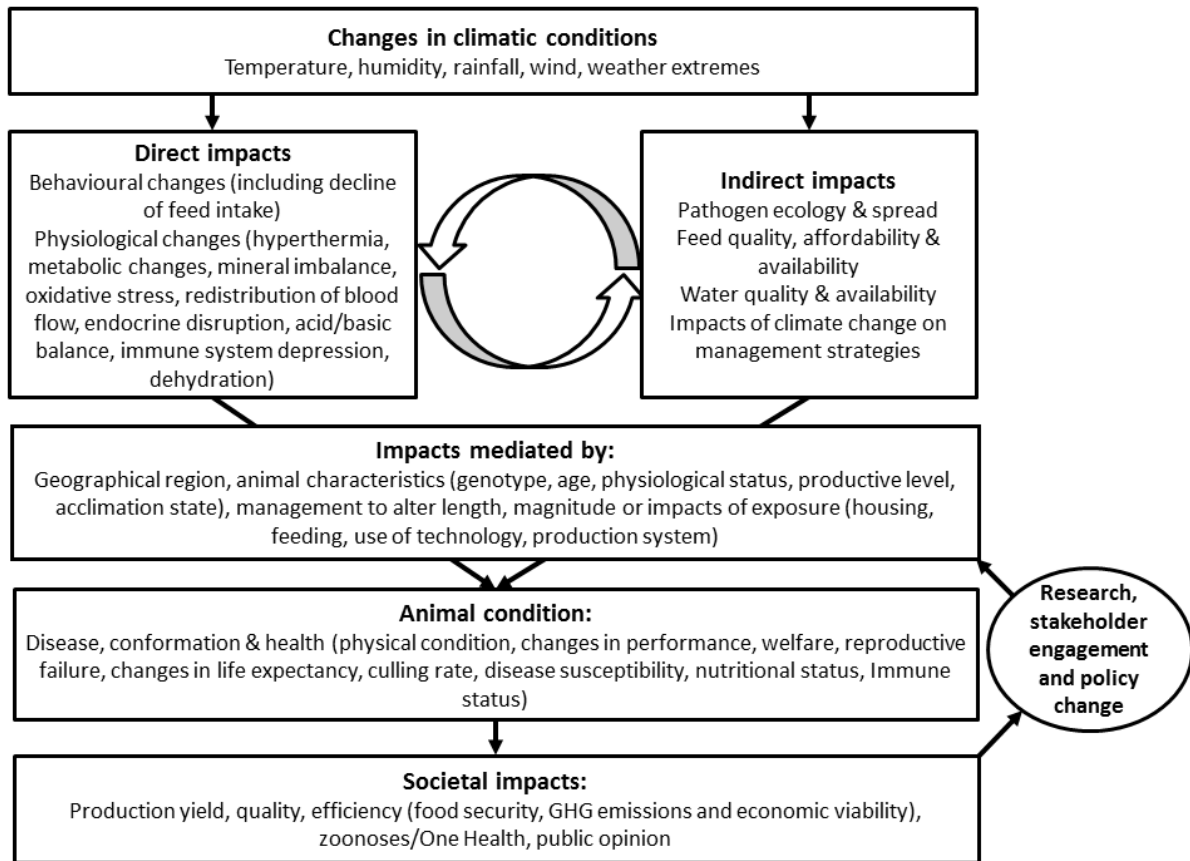 Changes in climatic conditions
Temperature, humidity, rainfall, wind, weather extremes
Direct impacts
Behavioural changes (including decline
of feed intake)
Physiological changes (hyperthermia,
metabolic changes, mineral imbalance,
oxidative stress, redistribution of blood
flow, endocrine disruption, acid/basic
balance, immune system depression,
dehydration)
Indirect impacts
Pathogen ecology & spread
Feed quality, affordability &
availability
Water quality & availability
Impacts of climate change on
management strategies
Impacts mediated by:
Geographical region, animal characteristics (genotype, age, physiological status, productive level,
acclimation state), management to alter length, magnitude or impacts of exposure (housing,
feeding, use of technology, production system)
Animal condition:
Disease, conformation & health (physical condition, changes in performance, welfare, reproductive
failure, changes in life expectancy, culling rate, disease susceptibility, nutritional status, Immune
status)
Research,
stakeholder
engagement
and policy
change
Societal impacts:
Production yield, quality, efficiency (food security, GHG emissions and economic viability),
zoonoses/One Health, public opinion